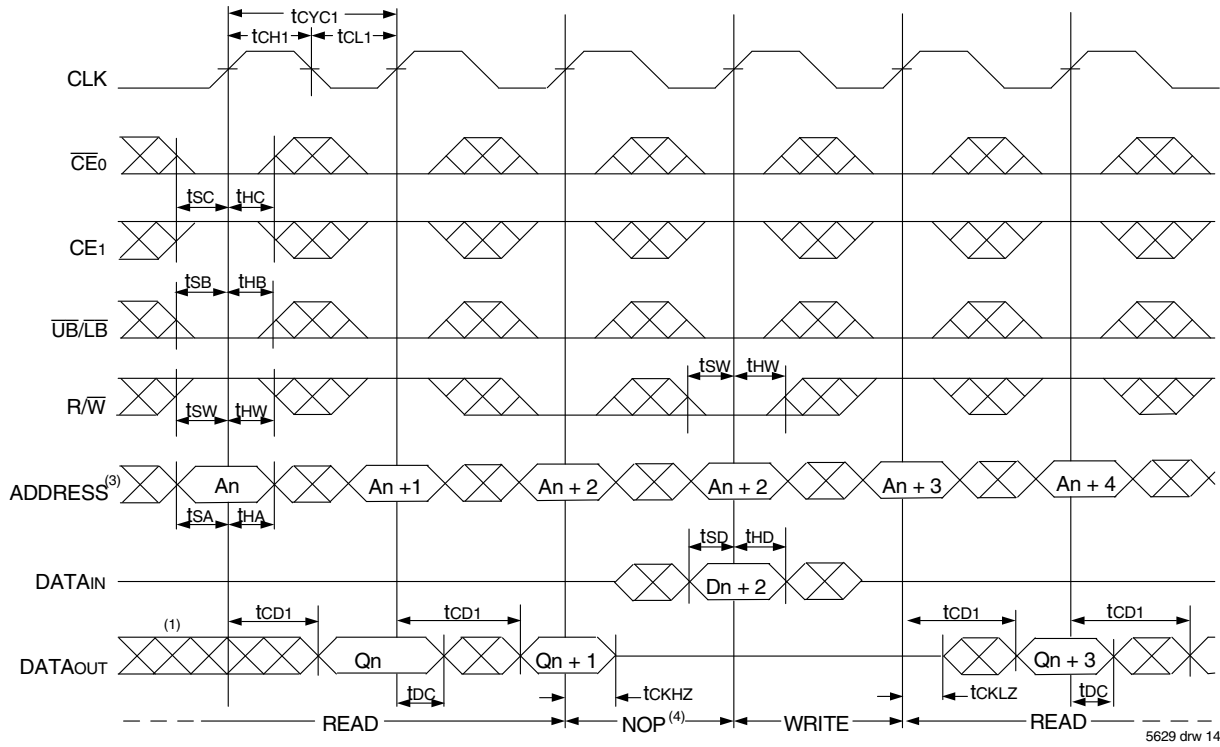 tCYC1
tCH1 tCL1
CLK
CE0
tSC tHC
CE1
tSB tHB
UB/LB
tSW tHW
R/W
tSW tHW
ADDRESS(3) An An +1 An + 2 An + 2 An + 3 An + 4
tSA tHA
tSD tHD
DATAIN Dn + 2
(1) tCD1 tCD1 tCD1 tCD1
DATAOUT Qn Qn + 1 Qn + 3
tDC tCKHZ tCKLZ tDC
READ NOP(4) WRITE READ
5629 drw 14